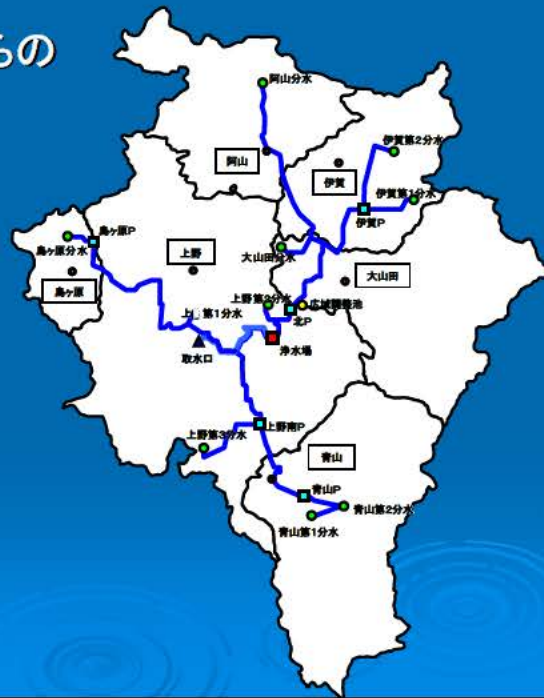 らの
阿山分水
伊賀第2分水
阿山
伊賀
伊賀第1分水
伊賀P
島ヶ原P
島ヶ原分水
上野
大山田分水
大山田
島ヶ原
上野第2分水
広域調整池
北P
第1分水
取水口
浄水場
上野南P
上野第3分水
青山
青山P
青山第2分水
青山第1分水